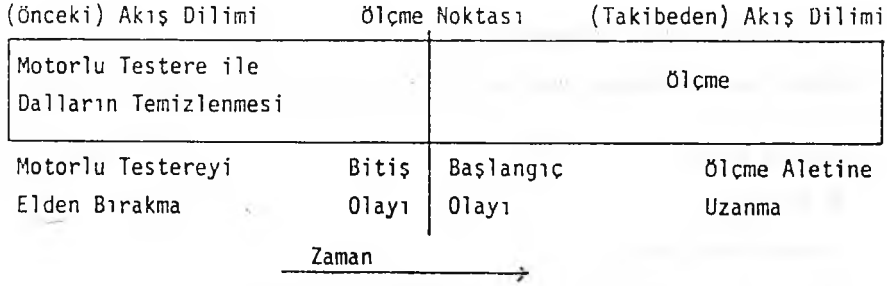 (Önceki) Akış Dilimi Ölçme Noktası (Takibeden) Akış Dilimi
Motorlu Testere ile
Dalların Temizlenmesi
Ölçme
Motorlu Testereyi Bitiş Başlangıç Ölçme Aletine
Elden Bırakma Olayı Olayı Uzanma
Zaman